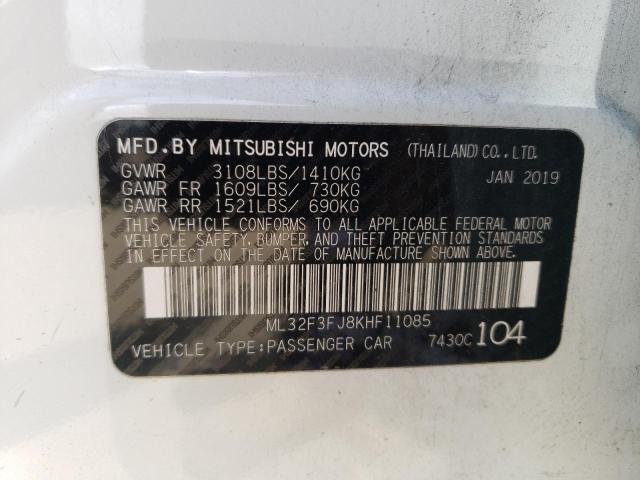 MFD.BY MITSUBISHI MOTORS (THAILAND)CO.,LTD.
GVWR 3108LBS/1410KG JAN 2019
GAWR FR 1609LBS/ 730KG
GAWR RR 1521LBS/ 690KG
THIS VEHICLE CONFORMS TO ALL APPLICABLE FEDERAL MOTOR
VEHICLE SAFETY, BUMPER, AND THEFT PREVENTION STANDARDS
IN EFFECT ON THE DATE OF MANUFACTURE SHOWN ABOVE.
ML32F3FJ8KHF11085
VEHICLE TYPE:PASSENGER CAR 7430C 104